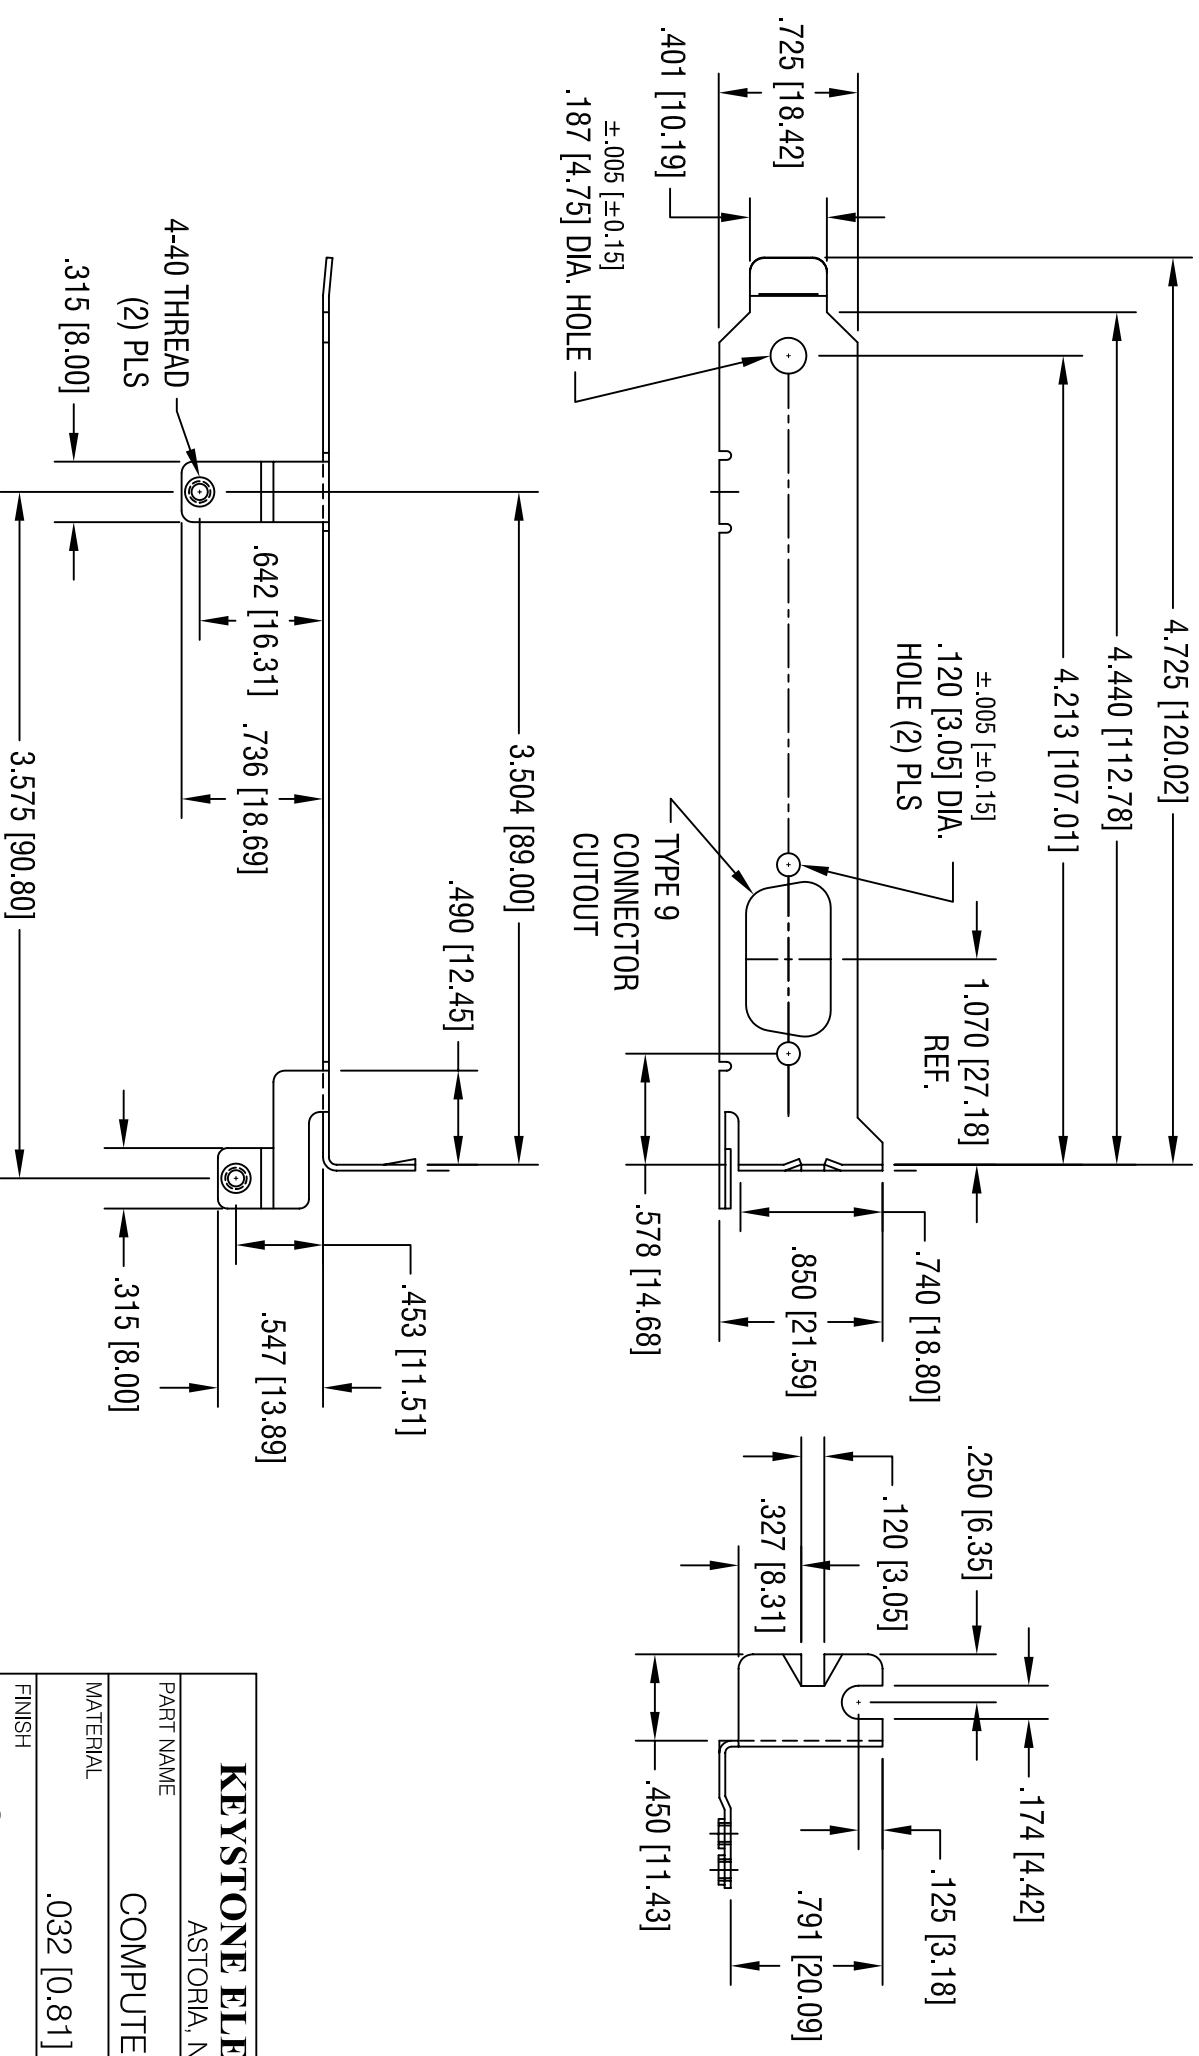 4.725 [120.02]
4.440 [112.78]
4.213 [107.01]
±.005 [±0.15]
.120 [3.05] DIA.
HOLE (2) PLS
1.070 [27.18]
REF.
.725 [18.42]
.401 [10.19]
±.005 [±0.15]
.187 [4.75] DIA. HOLE
TYPE 9
CONNECTOR
CUTOUT
.740 [18.80]
.850 [21.59]
.578 [14.68]
.250 [6.35]
.174 [4.42]
.120 [3.05]
.125 [3.18]
.327 [8.31]
.791 [20.09]
.450 [11.43]
3.504 [89.00]
.490 [12.45]
4-40 THREAD
(2) PLS
.315 [8.00]
.642 [16.31]
.736 [18.69]
3.575 [90.80]
.453 [11.51]
.547 [13.89]
.315 [8.00]
KEYSTONE ELE
ASTORIA, N
PART NAME
COMPUTE
MATERIAL
.032 [0.81]
FINISH